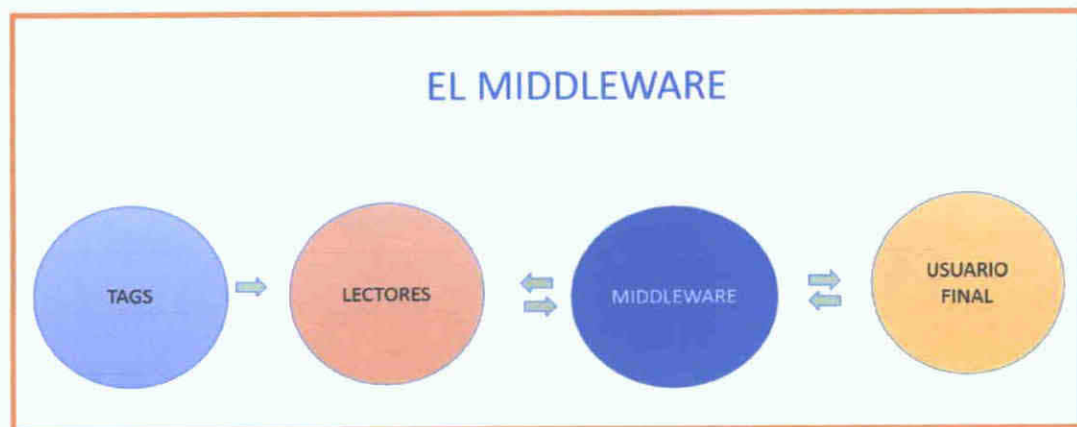 EL MIDDLEWARE
TAGS
LECTORES
MIDDLEWARE
USUARIO
FINAL